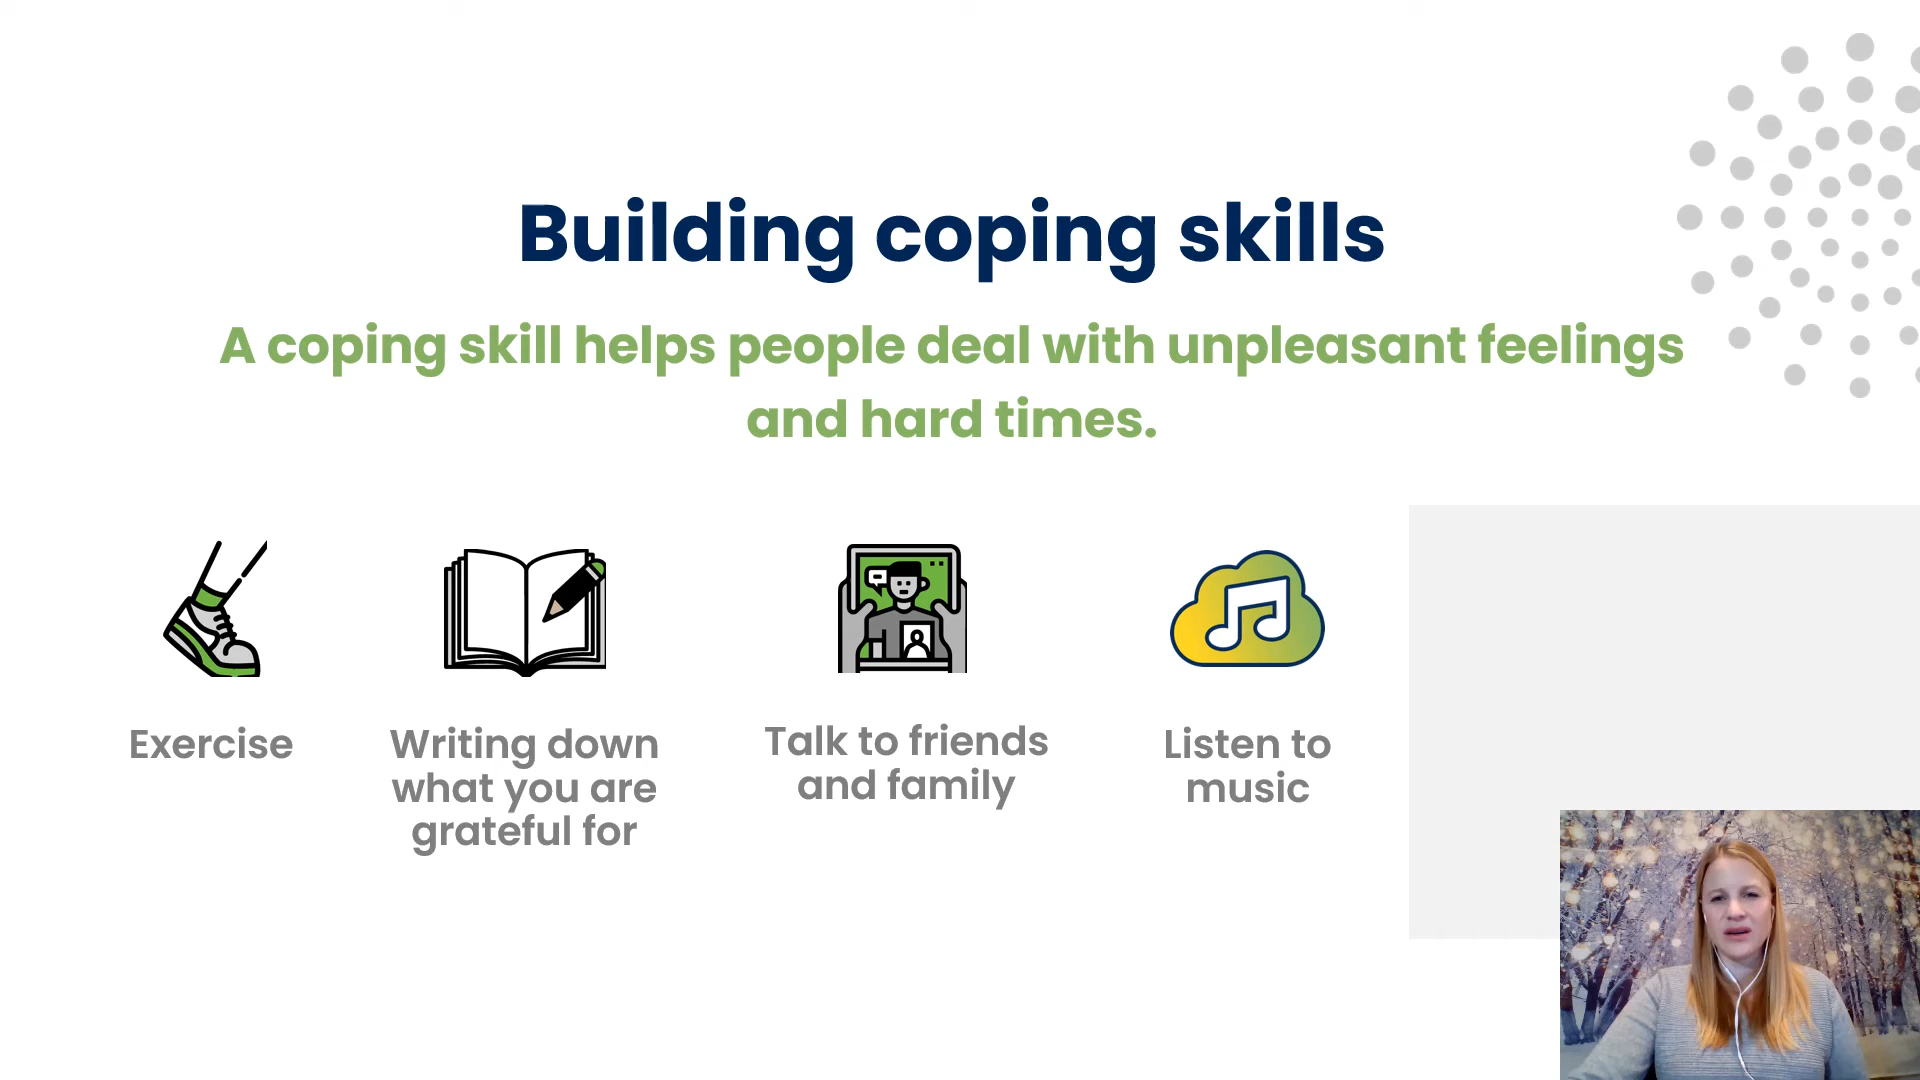 Building coping skills
A coping skill helps people deal with unpleasant feelings
and hard times.
Exercise
Writing down
what you are
grateful for
Talk to friends
and family
Listen to
music